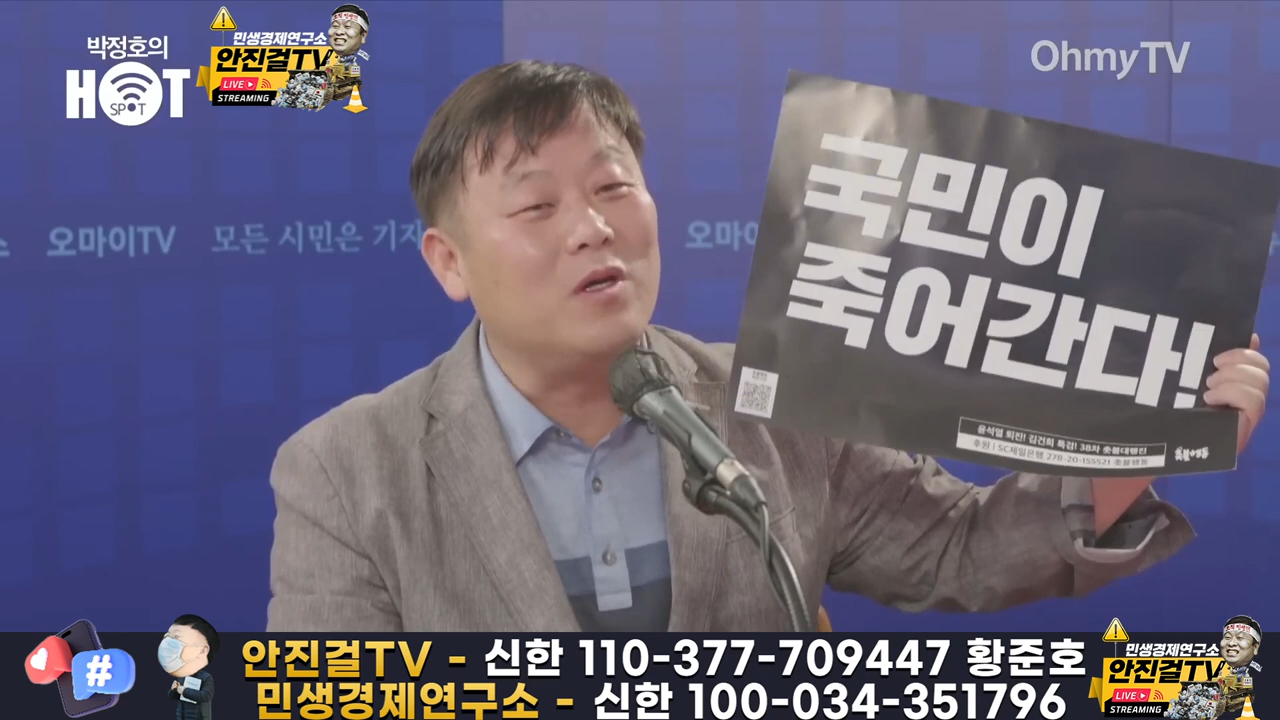 박정호의
HOT
SPOT
민생경제연구소
안진걸TV
LIVE
STREAMING
OhmyTV
오마이TV
모든 시민은 기자
오마이
국민이
죽어간다!
윤석열 퇴진! 김건희 특검! 38차 촛불대행진
후원 | SC제일은행 278-20-155521 촛불행동
촛불행동
#
안진걸TV - 신한 110-377-709447 황준호
민생경제연구소 - 신한 100-034-351796
민생경제연구소
안진걸TV
LIVE
STREAMING